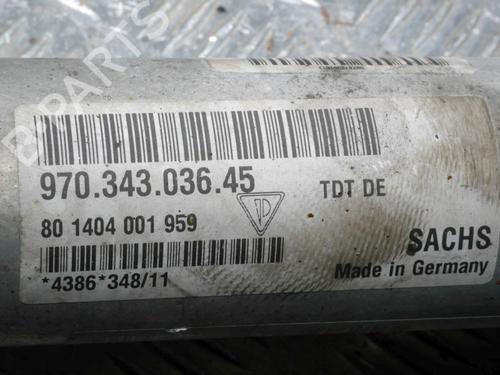 970.343.036.45
TDT DE
80 1404 001 959
SACHS
*4386*348/11
Made in Germany
B-PARTS